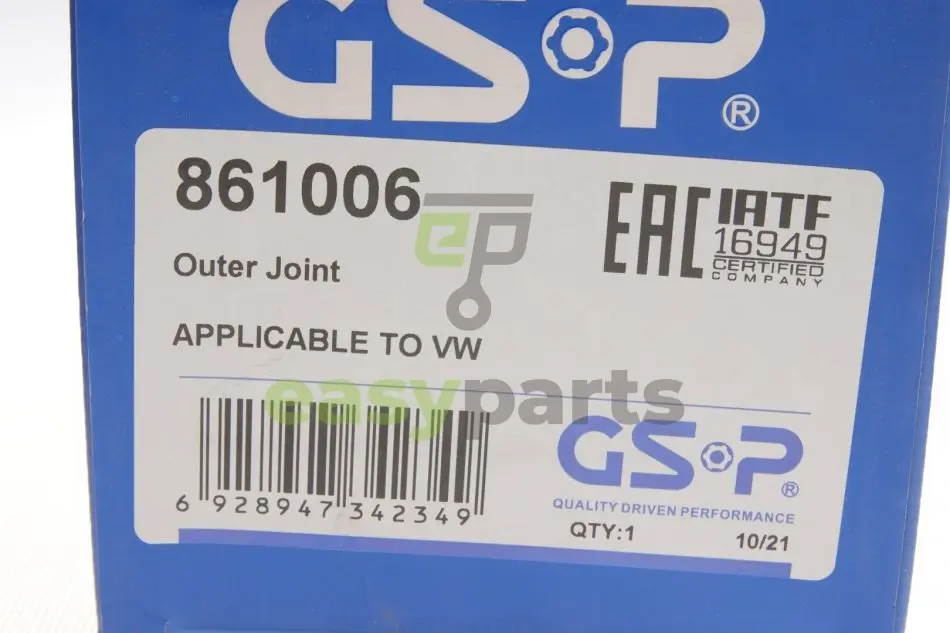 GSP®
861006
EAC
IATF
16949
CERTIFIED
COMPANY
ep
Outer Joint
APPLICABLE TO VW
easyparts
6 928947 342349
GSP®
QUALITY DRIVEN PERFORMANCE
QTY:1
10/21